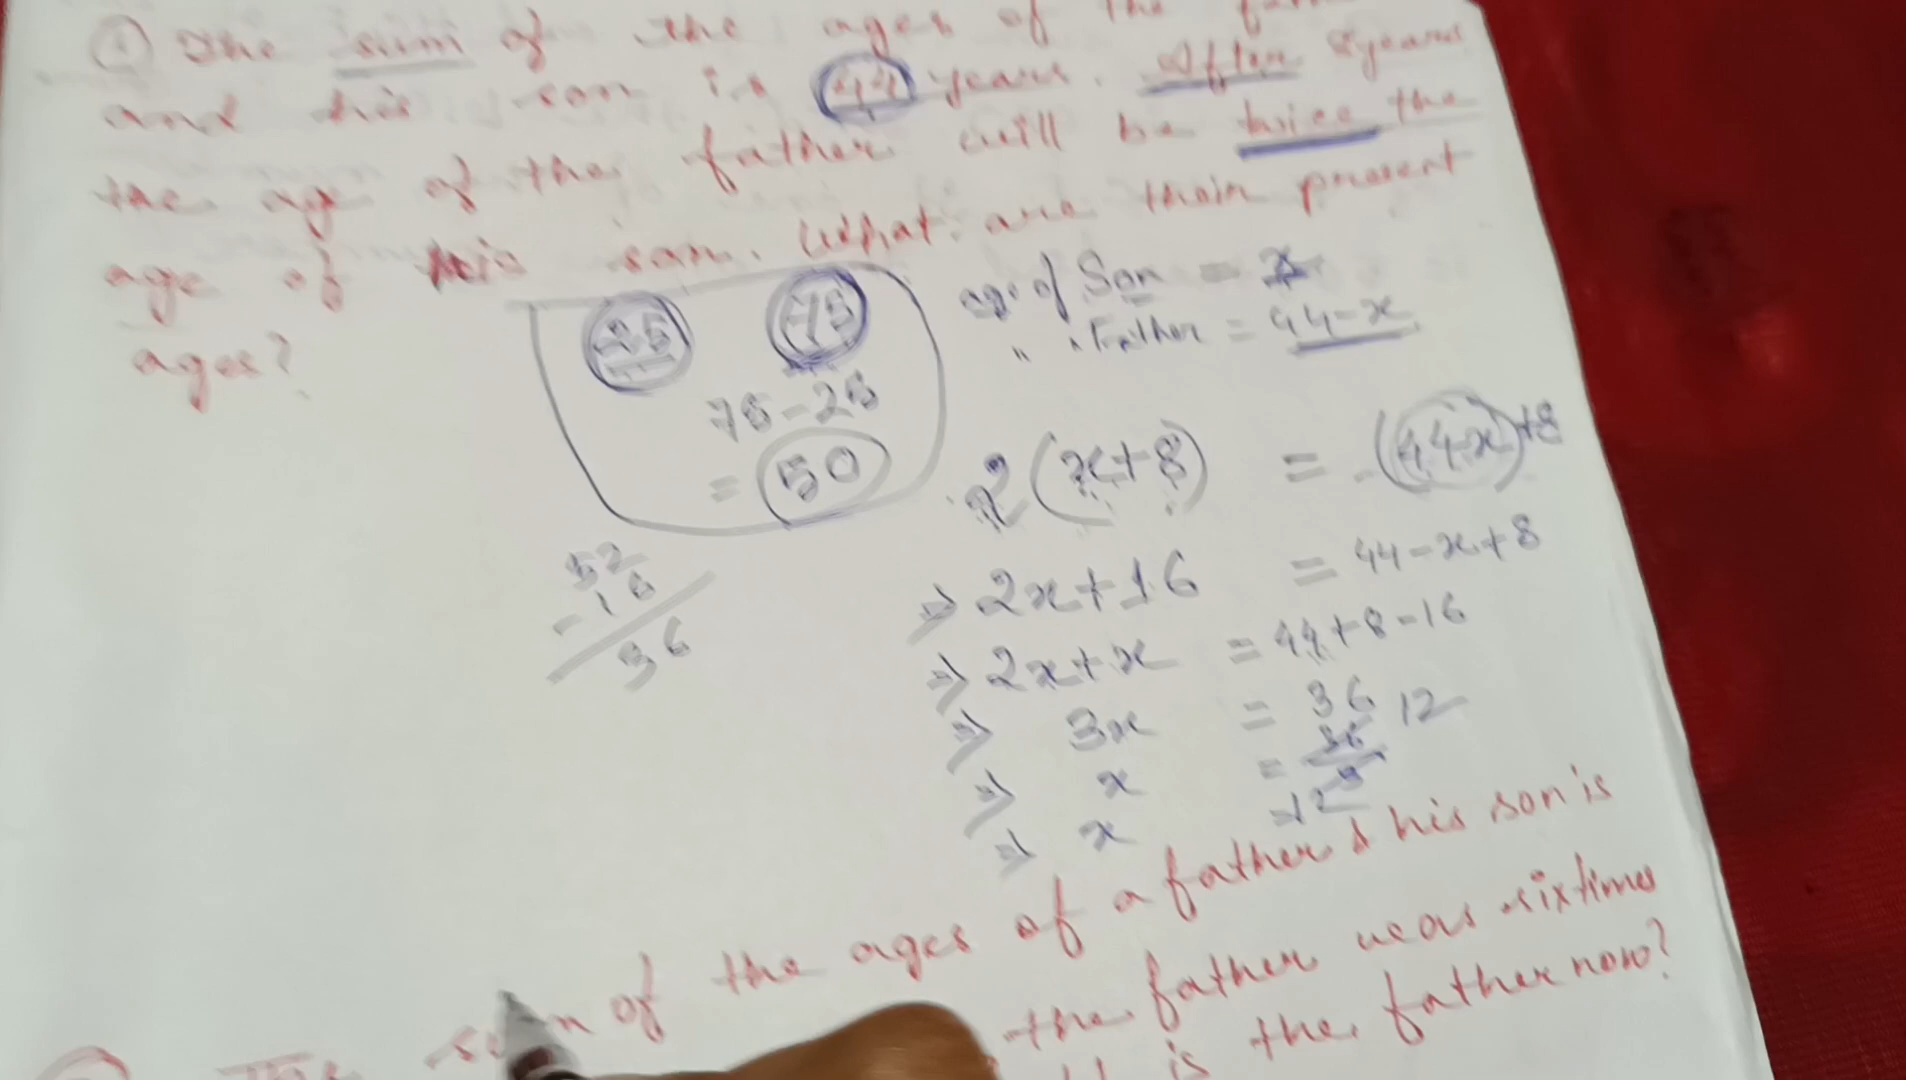 ① The sum of the ages of the
and his son is 44 years. After 8 years
the age of the father will be twice the
age of his son. What are their present
ages?
25 75
75-25
= 50
age of Son = x
" " Father = 44-x
2(x+8) = (44-x)+8
⇒ 2x+16 = 44-x+8
⇒ 2x+x = 44+8-16
⇒ 3x = 36
⇒ x = 36/3 12
⇒ x =12
52
-16
36
of the ages of a father & his son is
the father was six times
is the father now?